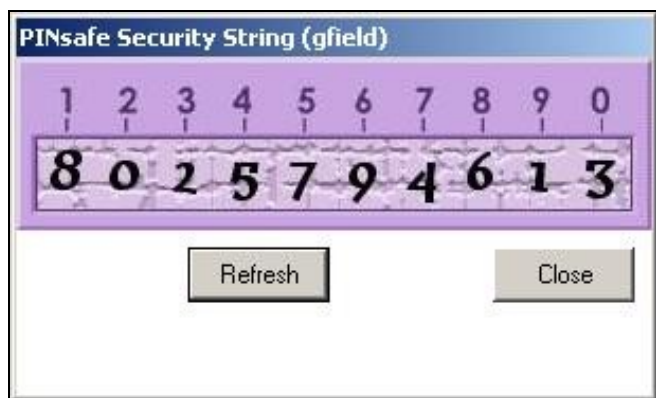 PINsafe Security String (gfield)
1 2 3 4 5 6 7 8 9 0
8 0 2 5 7 9 4 6 1 3
Refresh Close